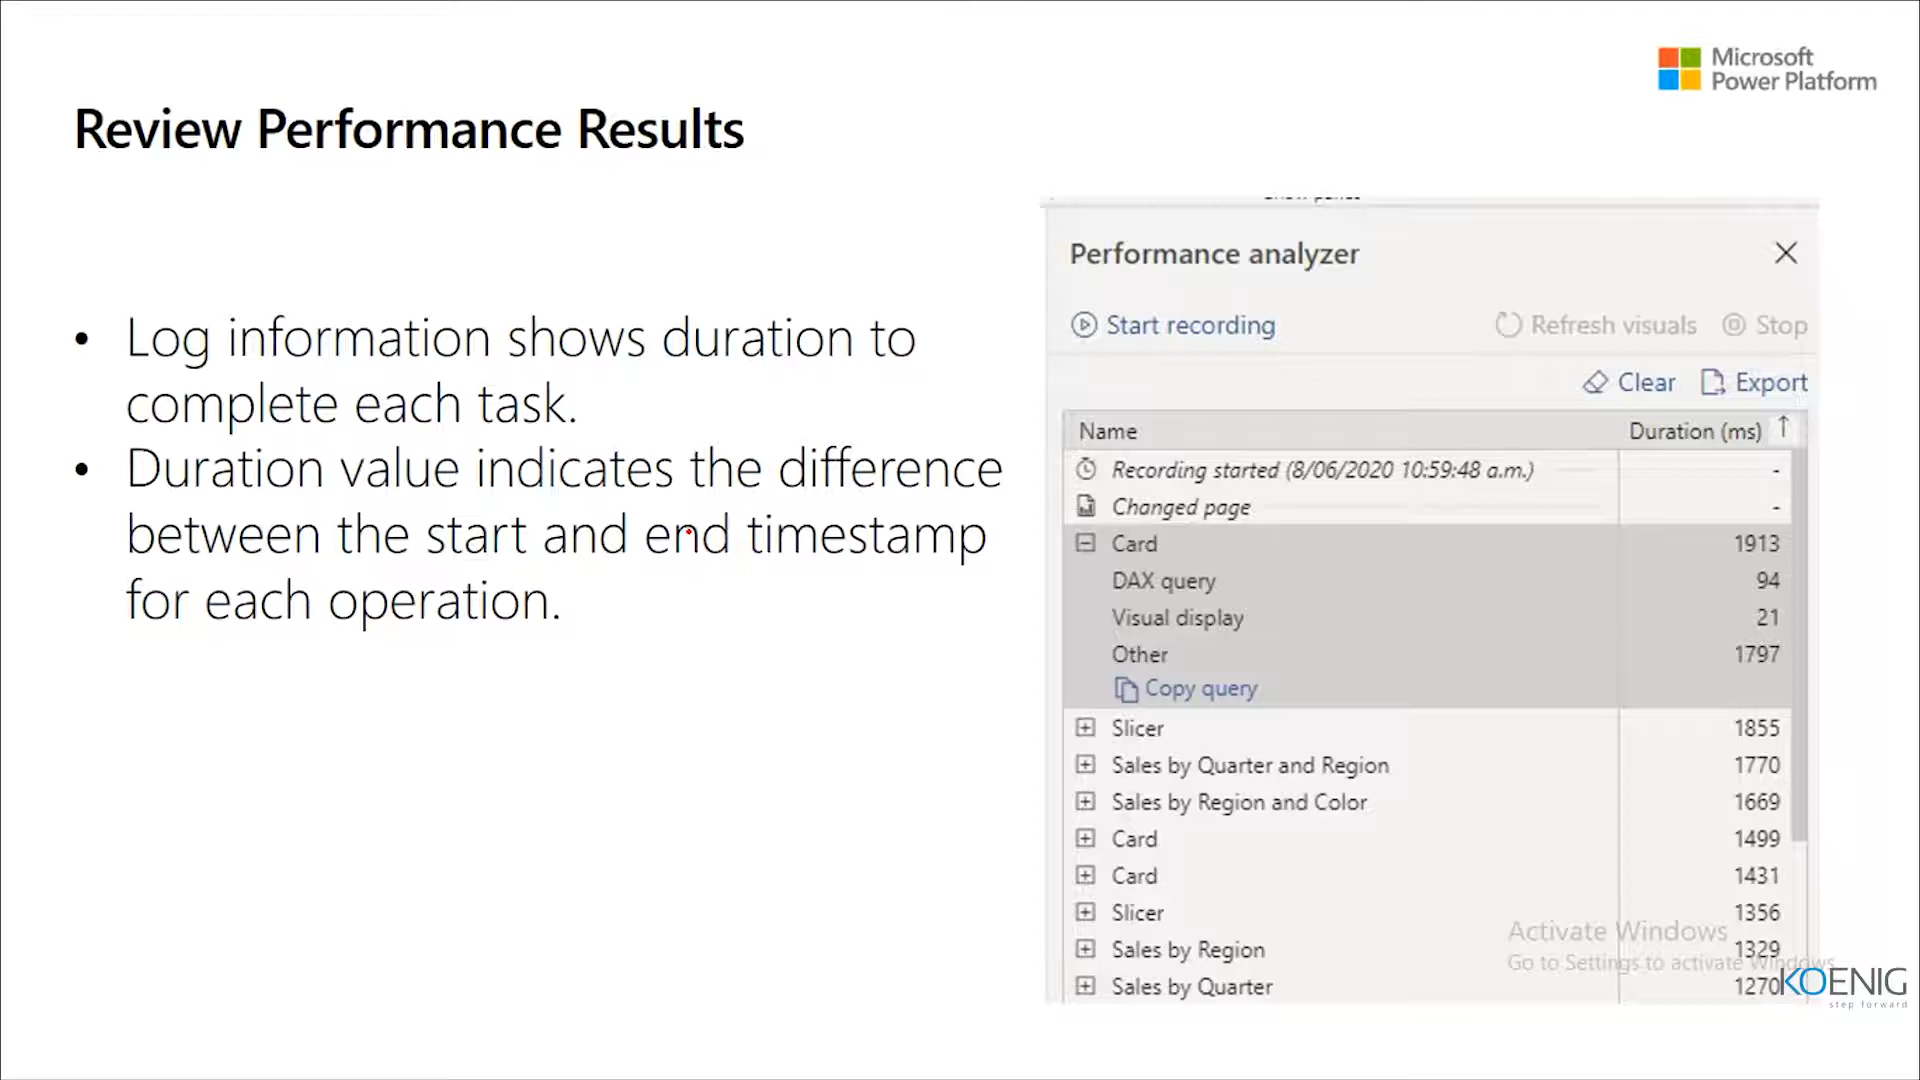 Microsoft
Power Platform
Review Performance Results
• Log information shows duration to
complete each task.
• Duration value indicates the difference
between the start and end timestamp
for each operation.
Performance analyzer
Start recording
Refresh visuals
Stop
Clear
Export
Name Duration (ms)
Recording started (8/06/2020 10:59:48 a.m.) -
Changed page -
Card 1913
DAX query 94
Visual display 21
Other 1797
Copy query
Slicer 1855
Sales by Quarter and Region 1770
Sales by Region and Color 1669
Card 1499
Card 1431
Slicer 1356
Sales by Region 1329
Sales by Quarter 1270
Activate Windows
Go to Settings to activate Windows.
KOENIG
step forward